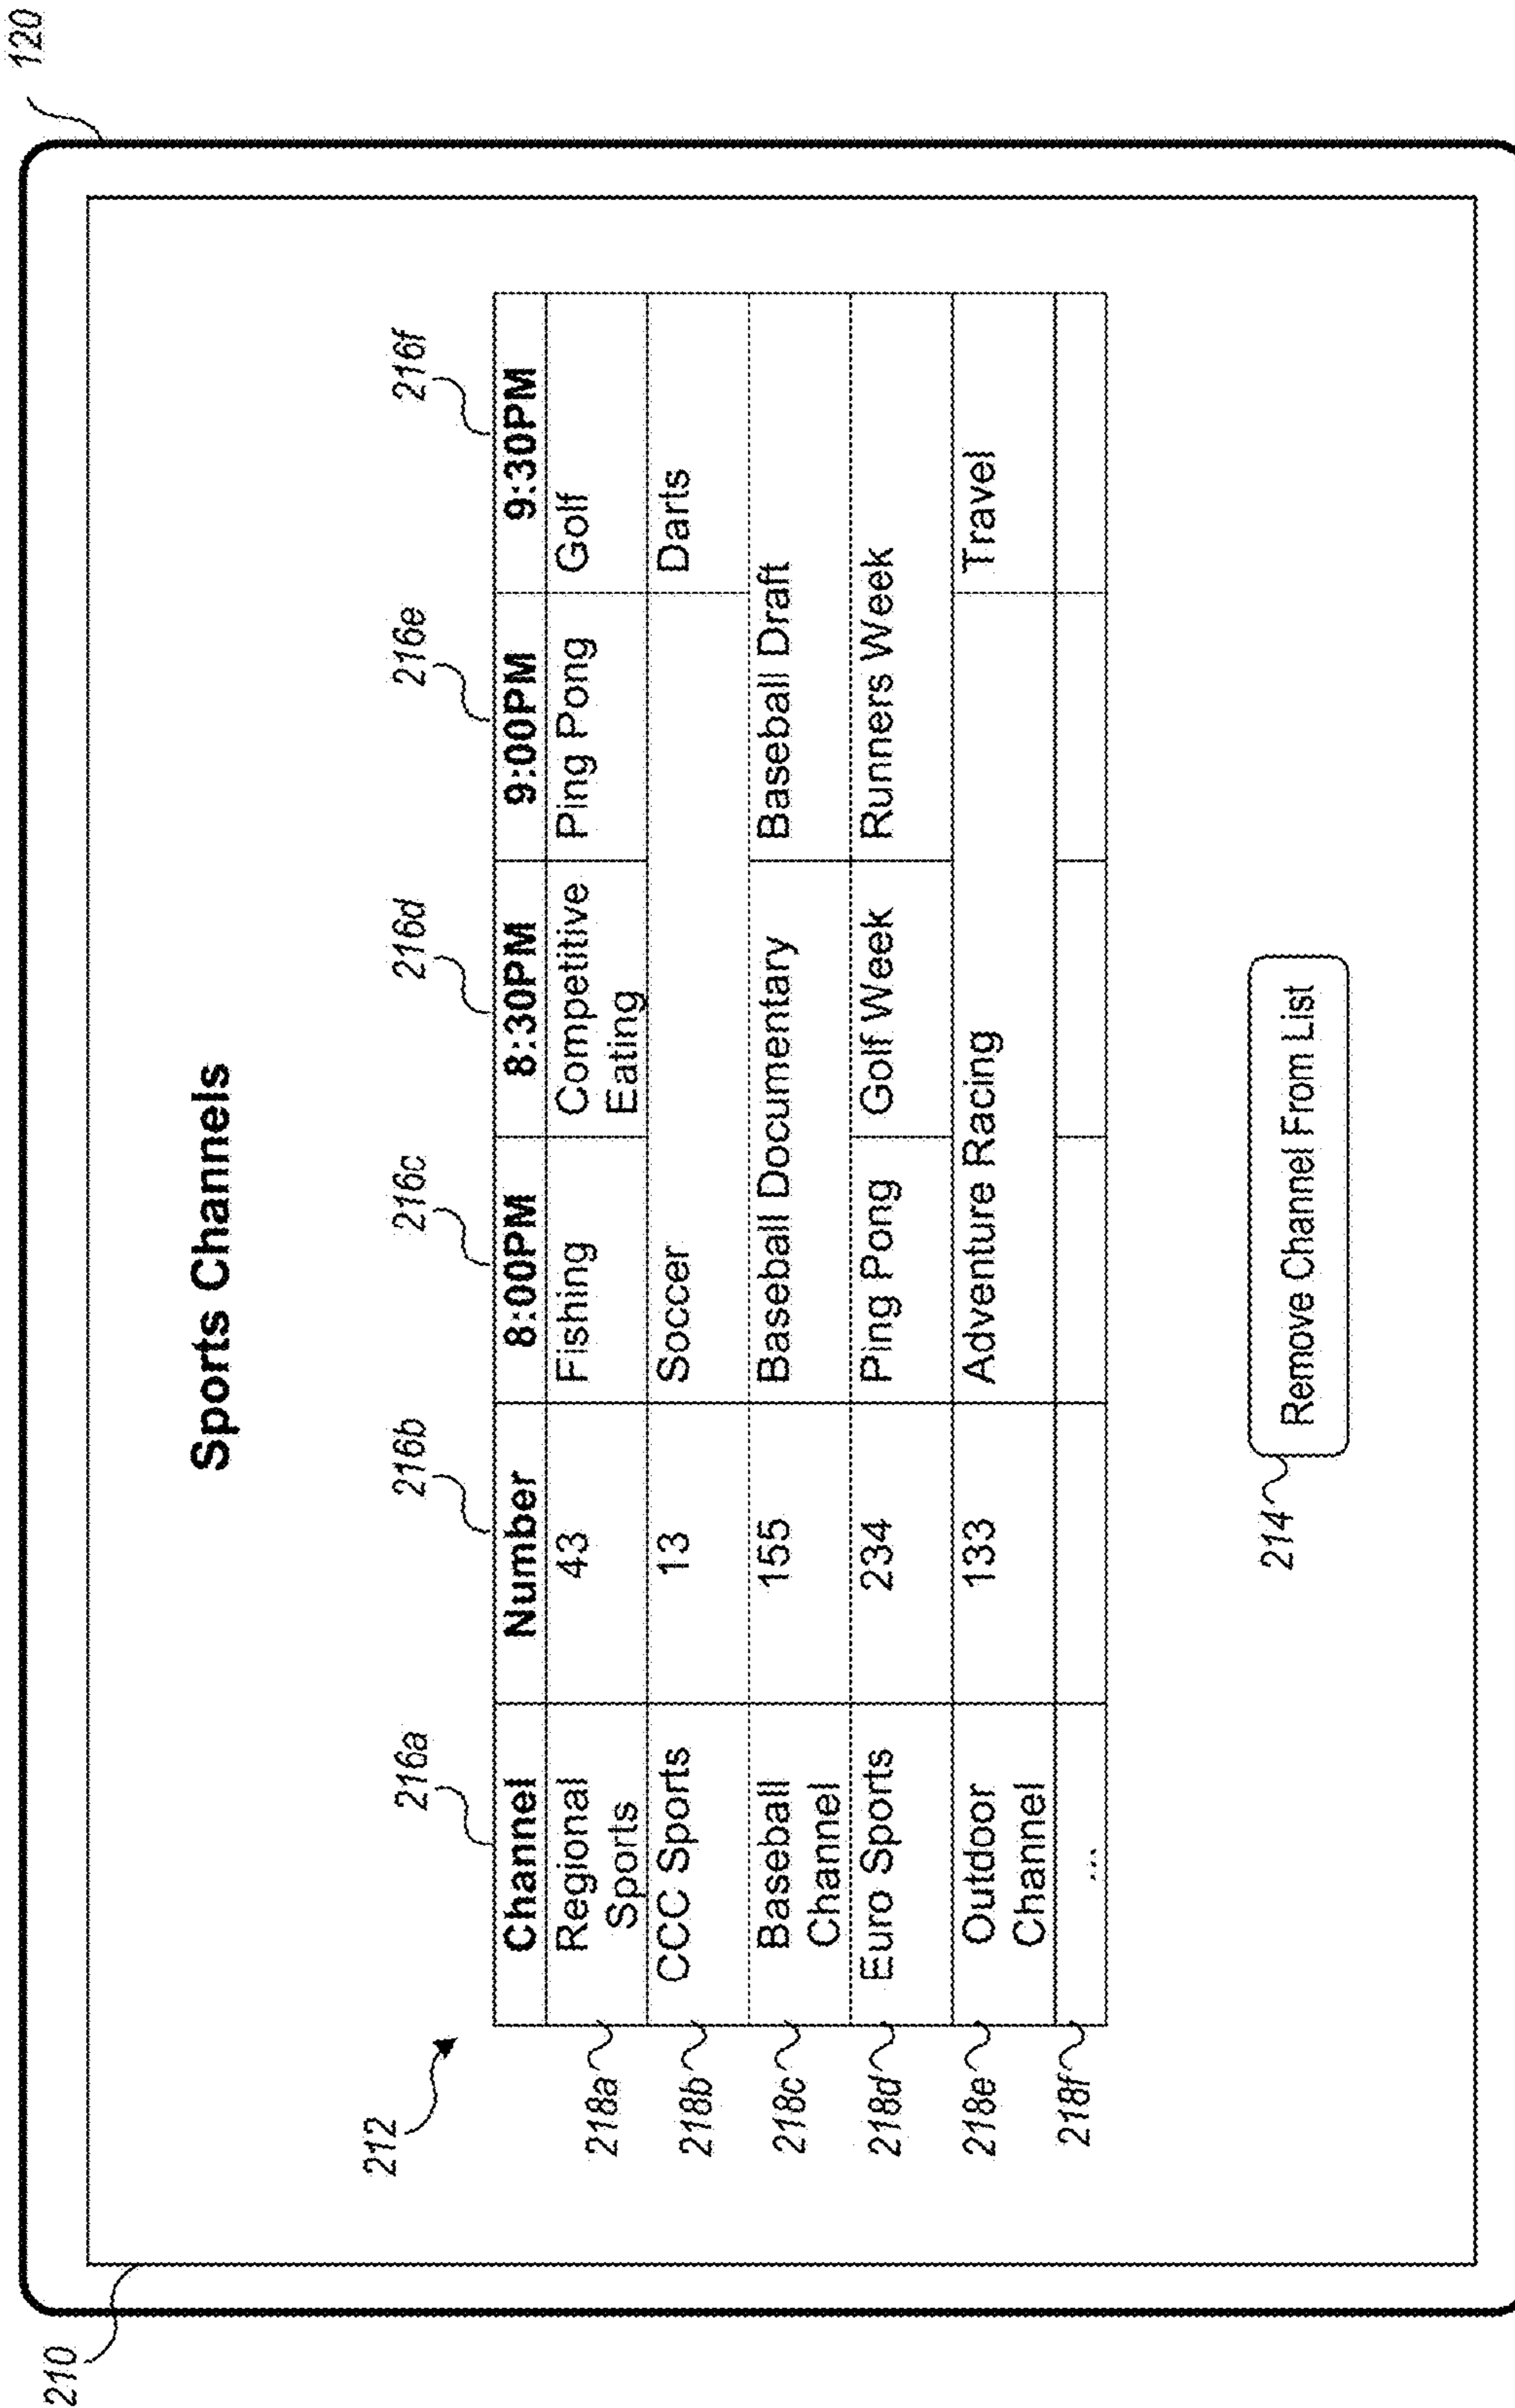 120
210
Sports Channels
212
216a 216b 216c 216d 216e 216f
Channel Number 8:00PM 8:30PM 9:00PM 9:30PM
218a Regional Sports 43 Fishing Competitive Eating Ping Pong Golf
218b CCC Sports 13 Soccer Darts
218c Baseball Channel 155 Baseball Documentary Baseball Draft
218d Euro Sports 234 Ping Pong Golf Week Runners Week
218e Outdoor Channel 133 Adventure Racing Travel
218f ...
214 Remove Channel From List